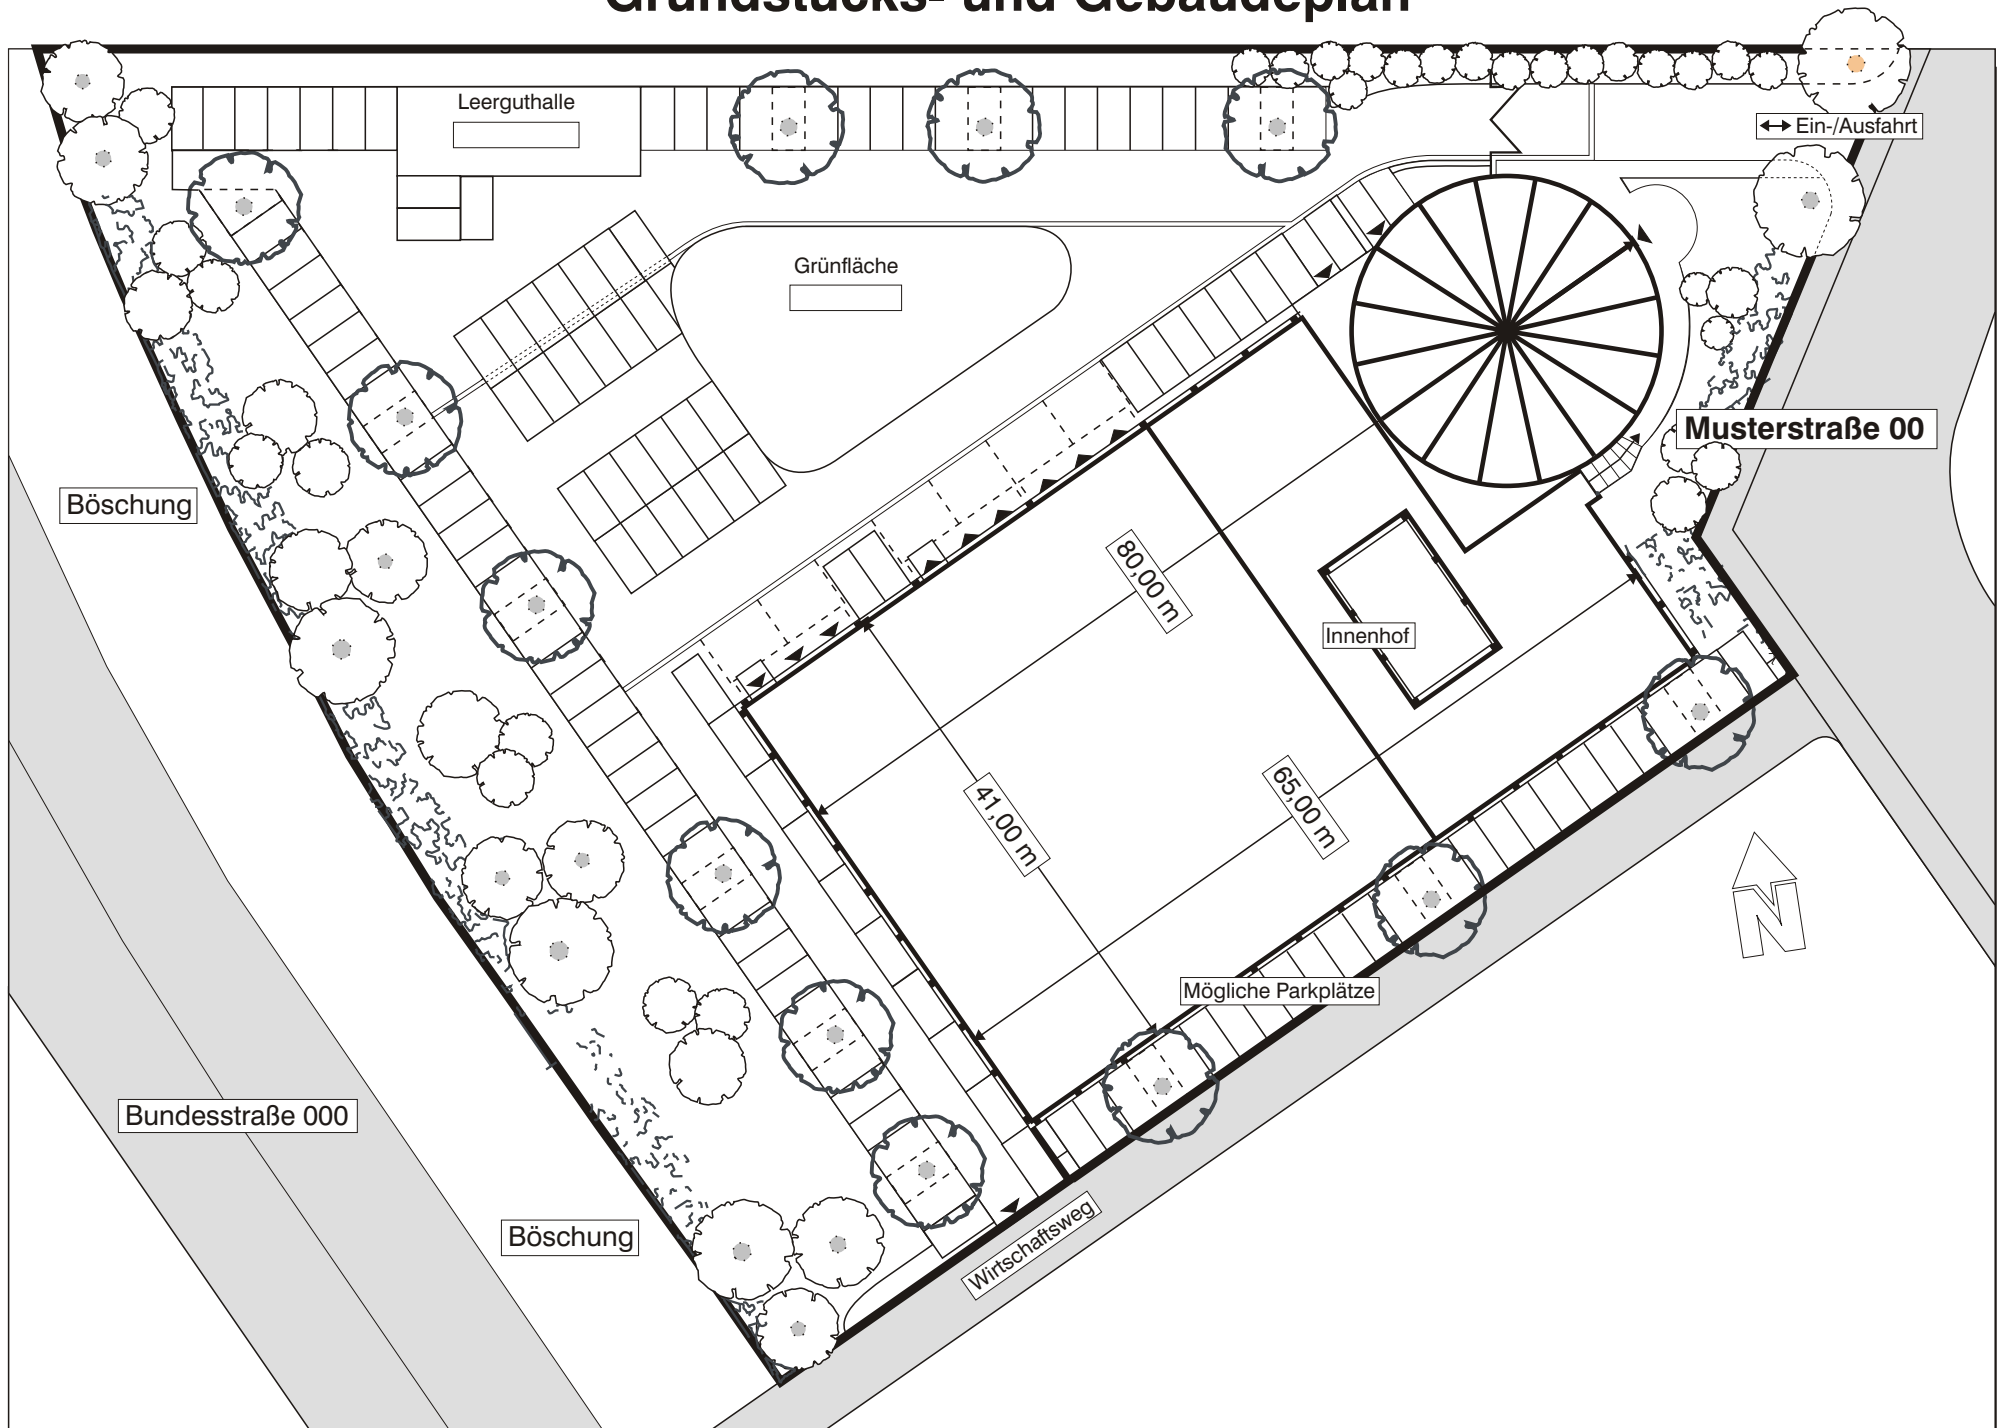 Grundstücks- und Gebäudeplan
Leerguthalle
Ein-/Ausfahrt
Grünfläche
Musterstraße 00
Böschung
80,00 m
Innenhof
41,00 m
65,00 m
N
Mögliche Parkplätze
Bundesstraße 000
Böschung
Wirtschaftsweg